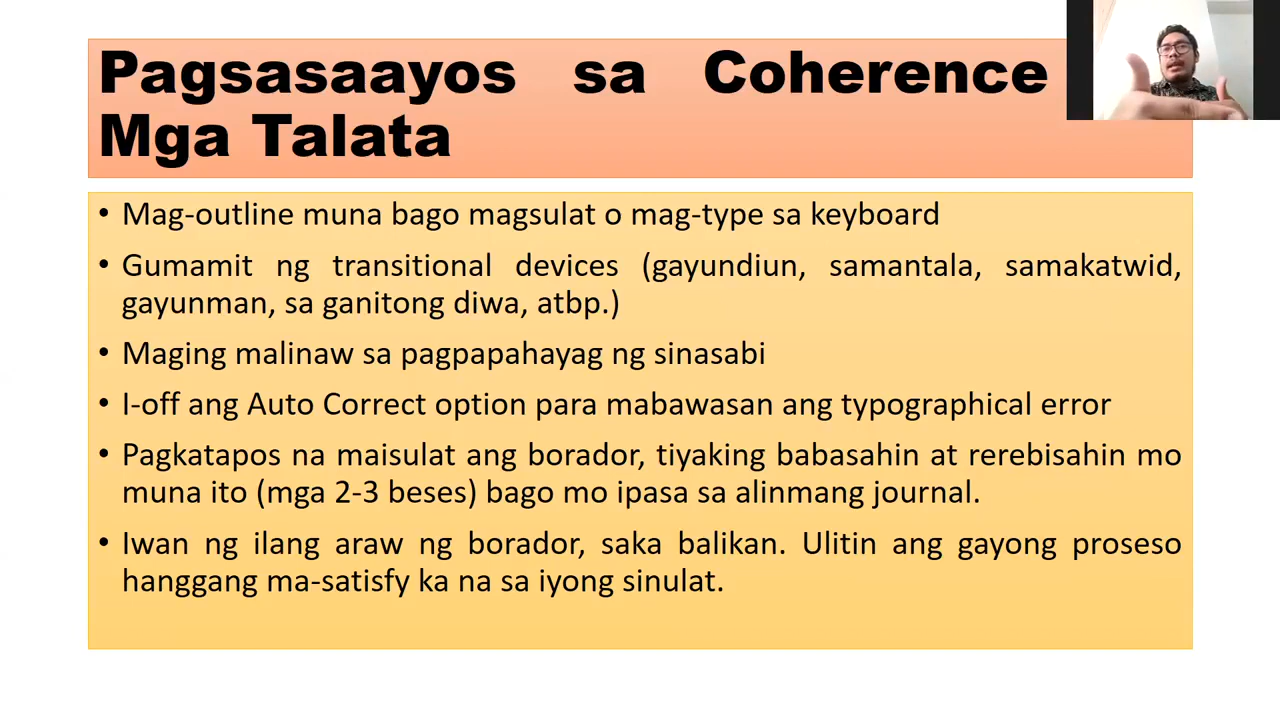 Pagsasaayos sa Coherence
Mga Talata
• Mag-outline muna bago magsulat o mag-type sa keyboard
• Gumamit ng transitional devices (gayundiun, samantala, samakatwid,
gayunman, sa ganitong diwa, atbp.)
• Maging malinaw sa pagpapahayag ng sinasabi
• I-off ang Auto Correct option para mabawasan ang typographical error
• Pagkatapos na maisulat ang borador, tiyaking babasahin at rerebisahin mo
muna ito (mga 2-3 beses) bago mo ipasa sa alinmang journal.
• Iwan ng ilang araw ng borador, saka balikan. Ulitin ang gayong proseso
hanggang ma-satisfy ka na sa iyong sinulat.